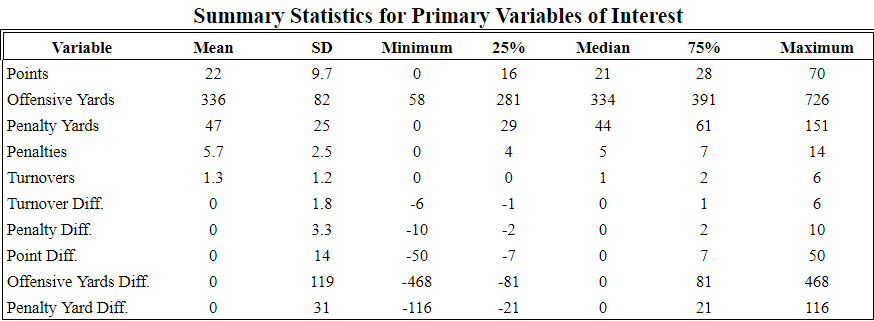 Summary Statistics for Primary Variables of Interest
Variable Mean SD Minimum 25% Median 75% Maximum
Points 22 9.7 0 16 21 28 70
Offensive Yards 336 82 58 281 334 391 726
Penalty Yards 47 25 0 29 44 61 151
Penalties 5.7 2.5 0 4 5 7 14
Turnovers 1.3 1.2 0 0 1 2 6
Turnover Diff. 0 1.8 -6 -1 0 1 6
Penalty Diff. 0 3.3 -10 -2 0 2 10
Point Diff. 0 14 -50 -7 0 7 50
Offensive Yards Diff. 0 119 -468 -81 0 81 468
Penalty Yard Diff. 0 31 -116 -21 0 21 116